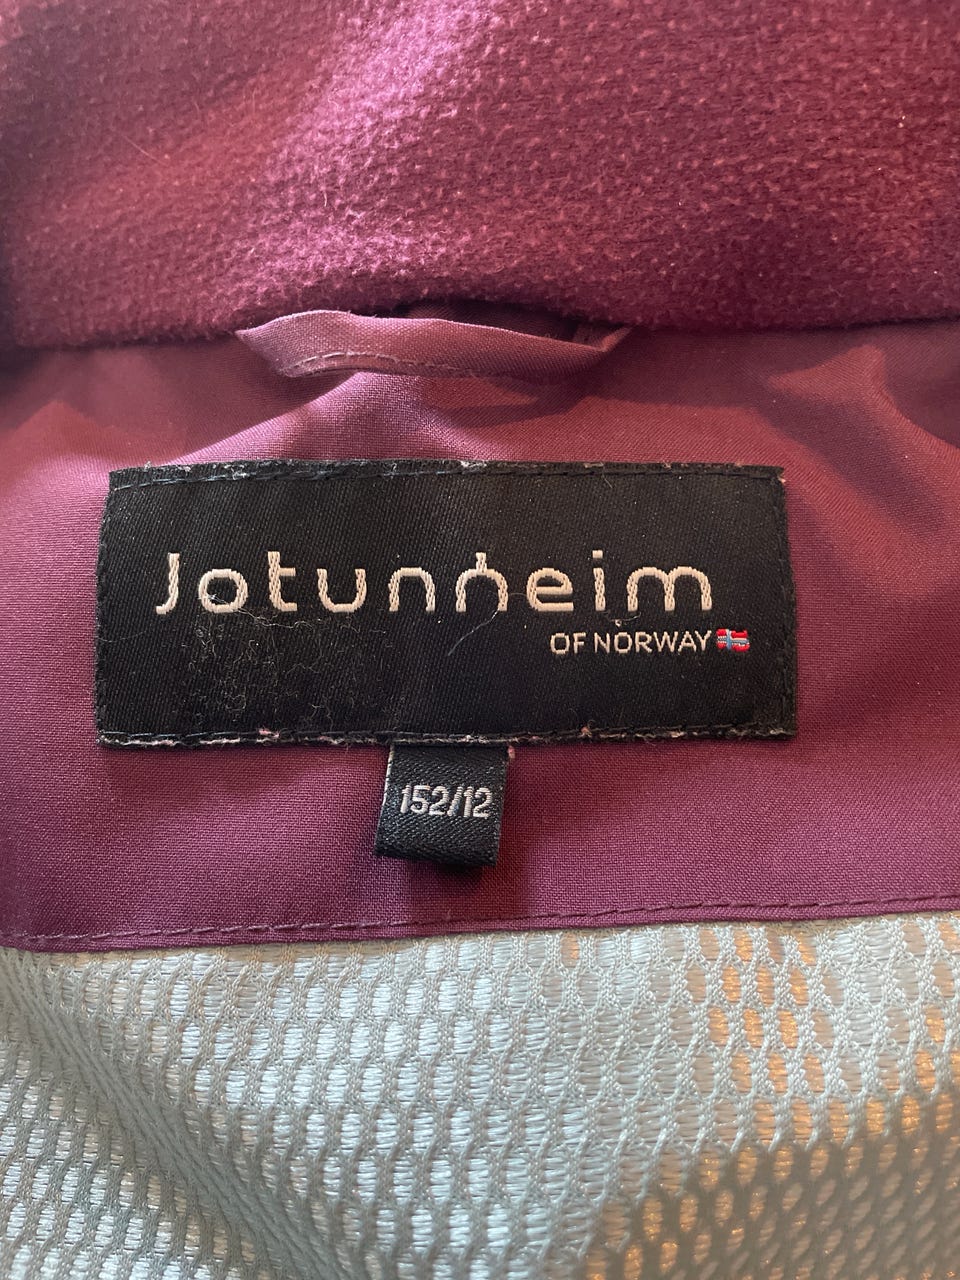 Jotunheim
OF NORWAY
152/12